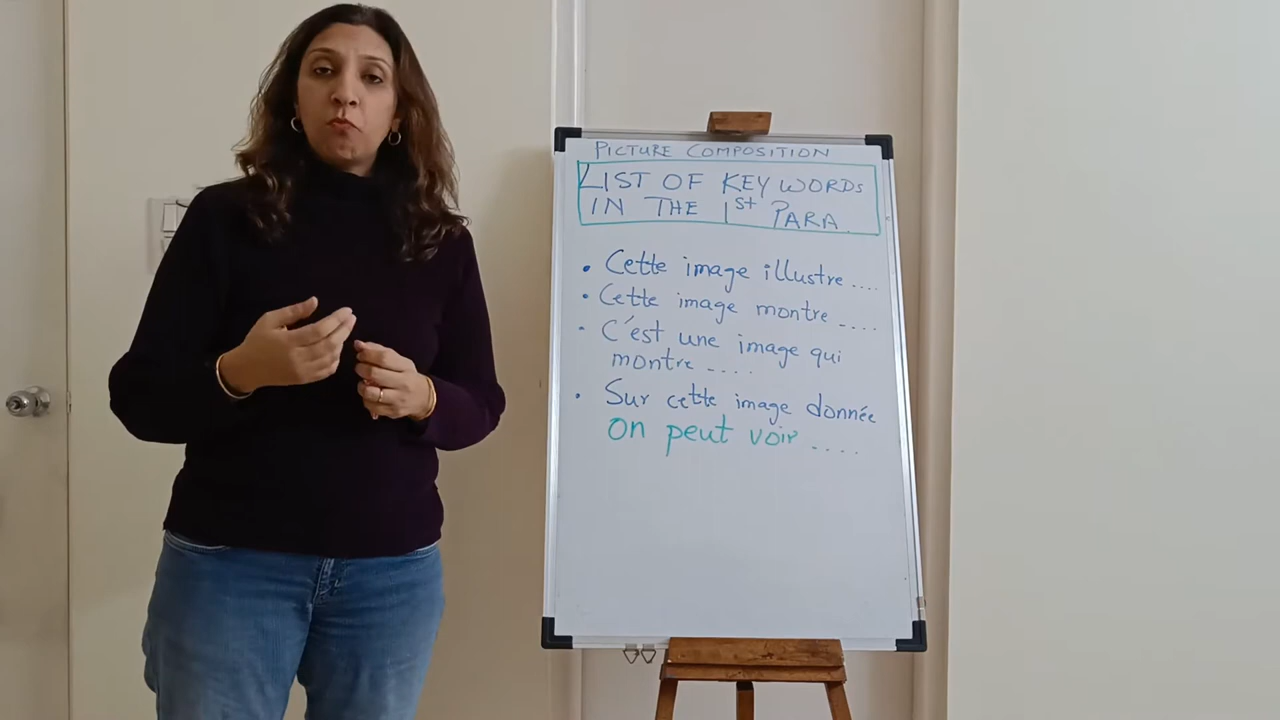 PICTURE COMPOSITION
LIST OF KEY WORDS
IN THE 1st PARA.
• Cette image illustre....
• Cette image montre....
• C'est une image qui
montre....
• Sur cette image donnée
on peut voir....